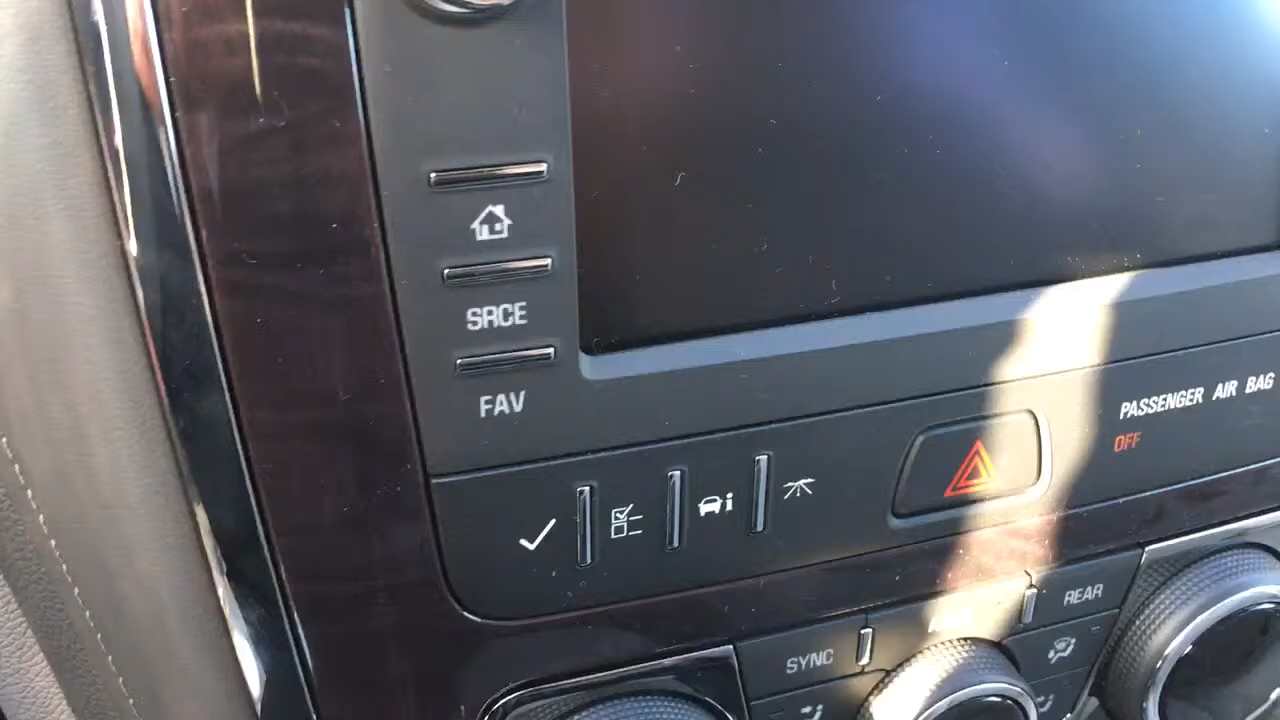 SRCE
FAV
PASSENGER AIR BAG
OFF
REAR
SYNC